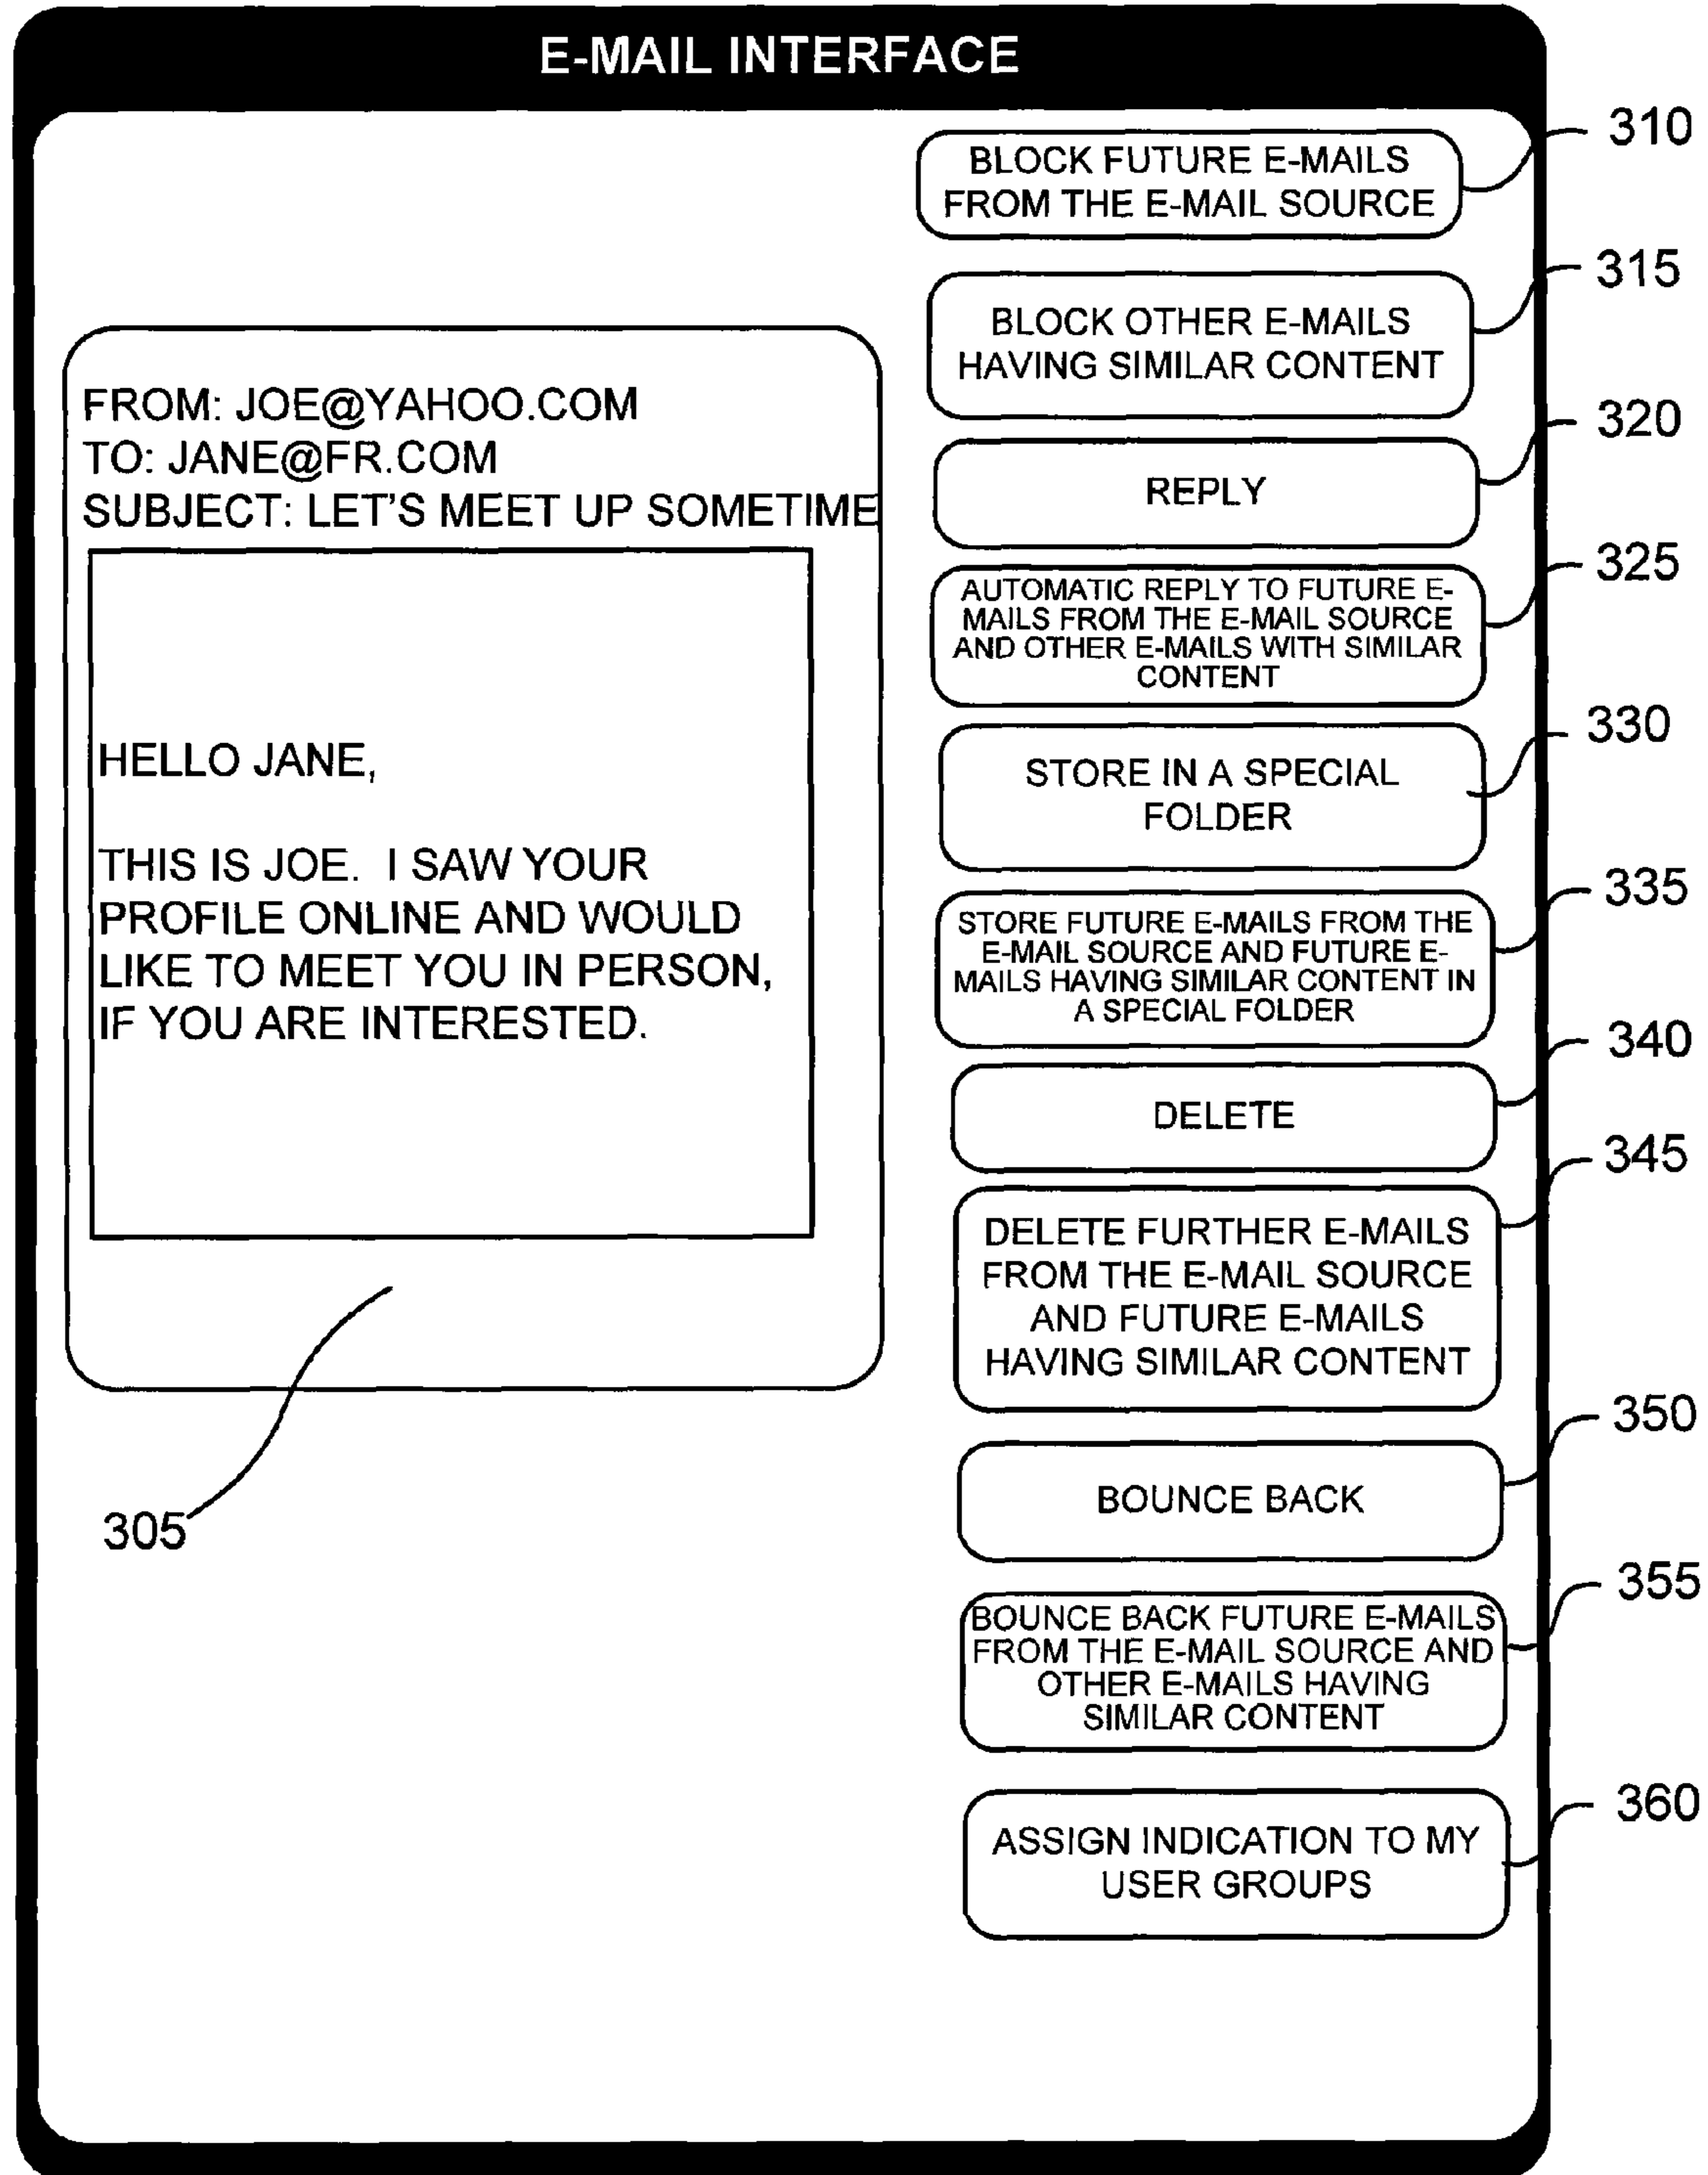 E-MAIL INTERFACE
FROM: JOE@YAHOO.COM
TO: JANE@FR.COM
SUBJECT: LET'S MEET UP SOMETIME
HELLO JANE,
THIS IS JOE. I SAW YOUR
PROFILE ONLINE AND WOULD
LIKE TO MEET YOU IN PERSON,
IF YOU ARE INTERESTED.
305
BLOCK FUTURE E-MAILS
FROM THE E-MAIL SOURCE
310
BLOCK OTHER E-MAILS
HAVING SIMILAR CONTENT
315
REPLY
320
AUTOMATIC REPLY TO FUTURE E-
MAILS FROM THE E-MAIL SOURCE
AND OTHER E-MAILS WITH SIMILAR
CONTENT
325
STORE IN A SPECIAL
FOLDER
330
STORE FUTURE E-MAILS FROM THE
E-MAIL SOURCE AND FUTURE E-
MAILS HAVING SIMILAR CONTENT IN
A SPECIAL FOLDER
335
DELETE
340
DELETE FURTHER E-MAILS
FROM THE E-MAIL SOURCE
AND FUTURE E-MAILS
HAVING SIMILAR CONTENT
345
BOUNCE BACK
350
BOUNCE BACK FUTURE E-MAILS
FROM THE E-MAIL SOURCE AND
OTHER E-MAILS HAVING
SIMILAR CONTENT
355
ASSIGN INDICATION TO MY
USER GROUPS
360